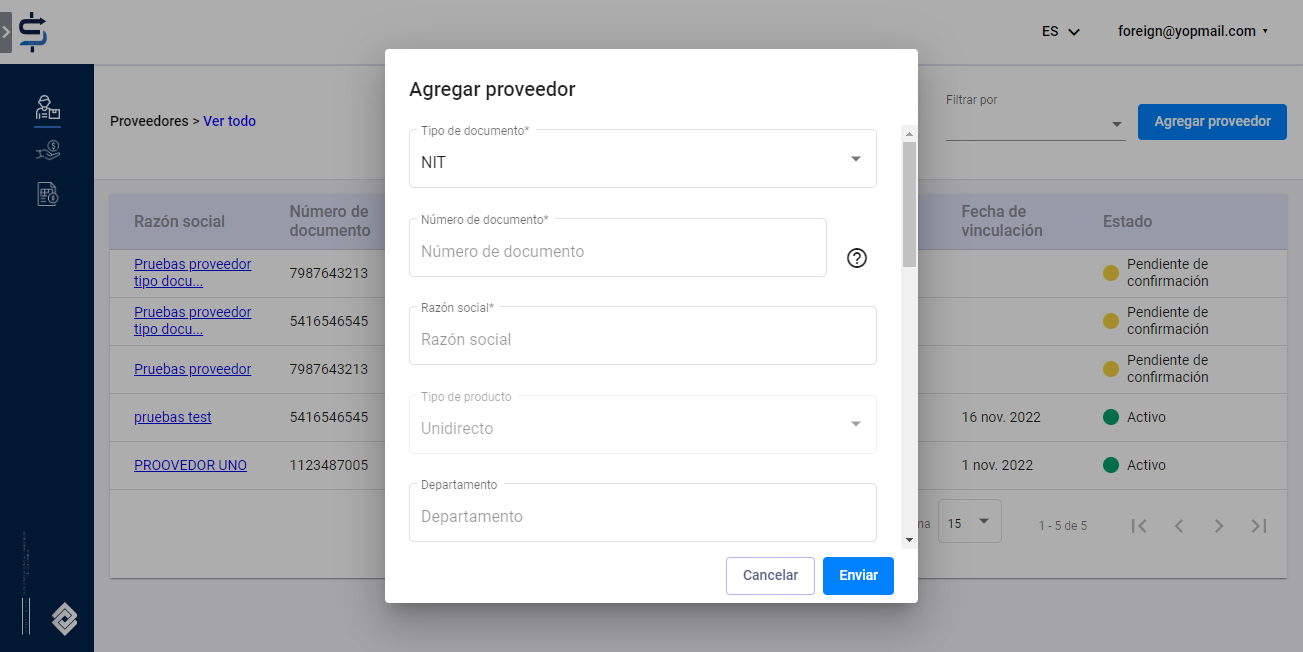 ES
foreign@yopmail.com
Proveedores > Ver todo
Filtrar por
Agregar proveedor
Razón social
Número de
documento
Fecha de
vinculación
Estado
Pruebas proveedor
tipo docu...
7987643213
Pendiente de
confirmación
Pruebas proveedor
tipo docu...
5416546545
Pendiente de
confirmación
Pruebas proveedor
7987643213
Pendiente de
confirmación
pruebas test
5416546545
16 nov. 2022
Activo
PROOVEDOR UNO
1123487005
1 nov. 2022
Activo
na
15
1 - 5 de 5
Agregar proveedor
Tipo de documento*
NIT
Número de documento*
Número de documento
Razón social*
Razón social
Tipo de producto
Unidirecto
Departamento
Departamento
Cancelar
Enviar